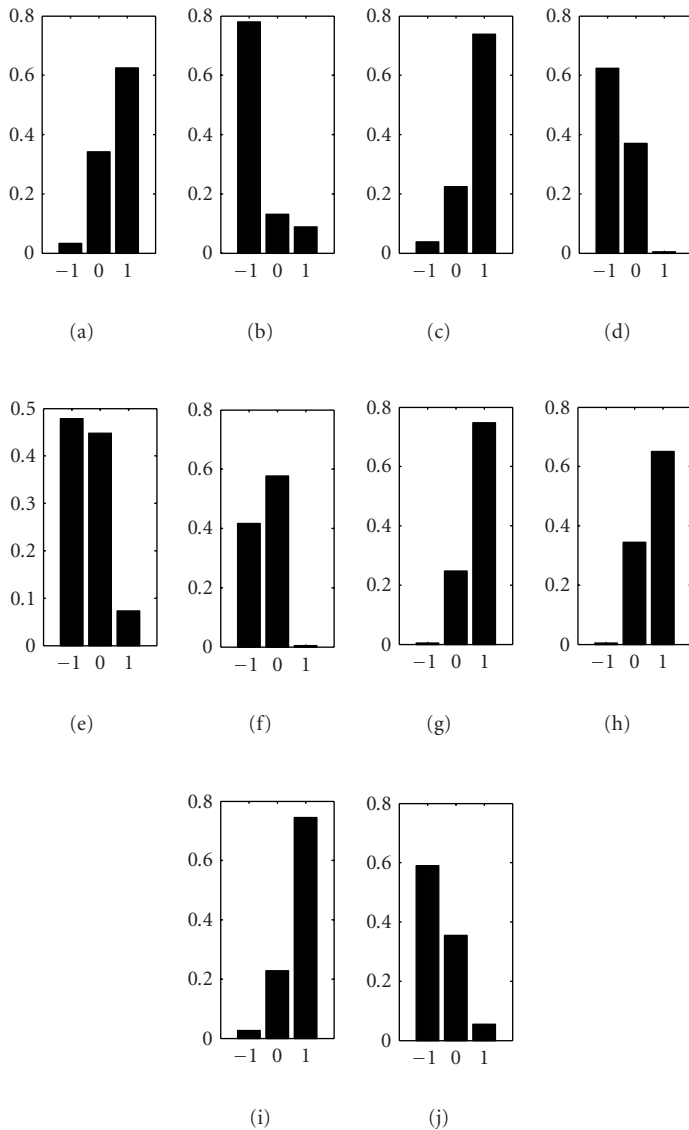 0.8 0.8 0.8 0.8
0.6 0.6 0.6 0.6
0.4 0.4 0.4 0.4
0.2 0.2 0.2 0.2
0 0 0 0
−1 0 1 −1 0 1 −1 0 1 −1 0 1
(a) (b) (c) (d)
0.5 0.8 0.8 0.8
0.4 0.6 0.6 0.6
0.3 0.4 0.4 0.4
0.2 0.2 0.2 0.2
0.1
0 0 0 0
−1 0 1 −1 0 1 −1 0 1 −1 0 1
(e) (f) (g) (h)
0.8 0.8
0.6 0.6
0.4 0.4
0.2 0.2
0 0
−1 0 1 −1 0 1
(i) (j)